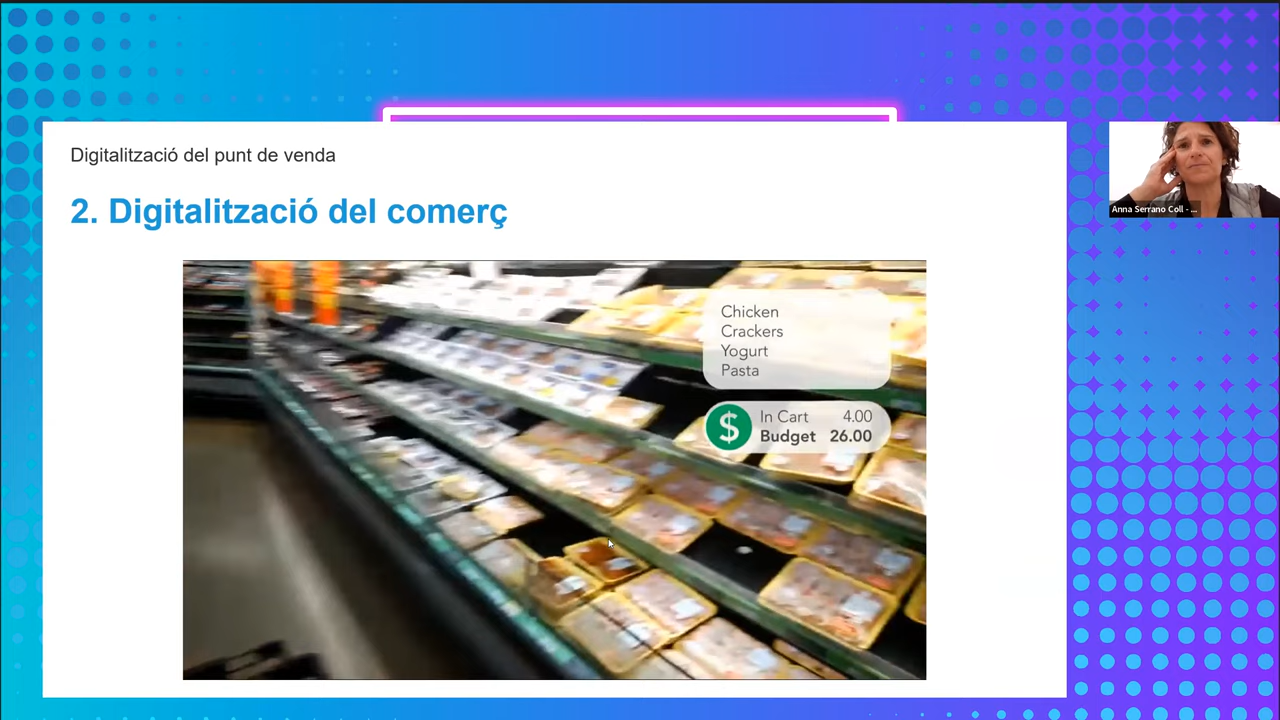 Digitalització del punt de venda
2. Digitalització del comerç
Chicken
Crackers
Yogurt
Pasta
$ In Cart 4.00
Budget 26.00
Anna Serrano Coll - ...